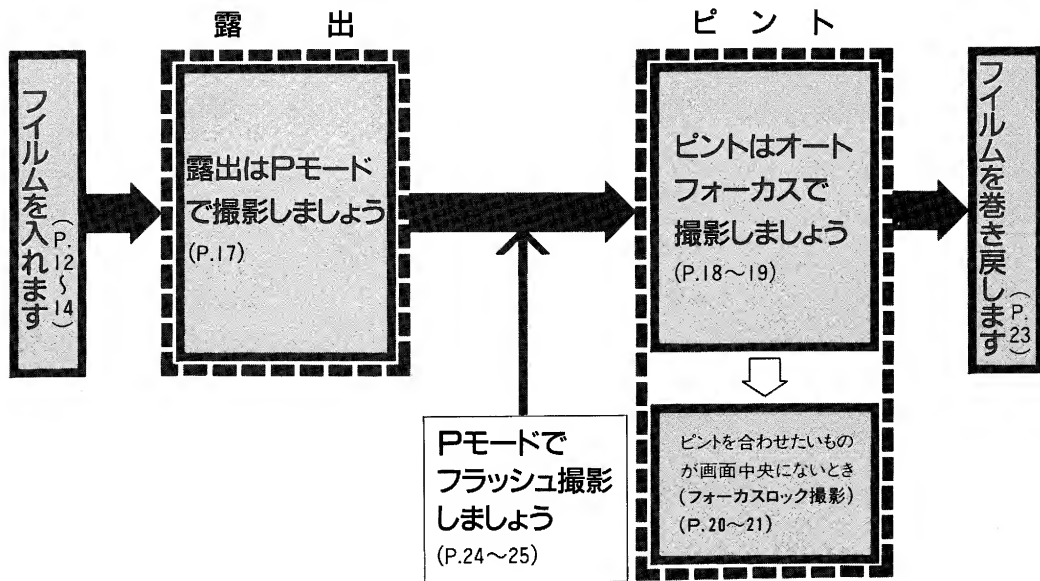 露出
ピント
フイルムを入れます
(P.12~14)
露出はPモード
で撮影しましょう
(P.17)
Pモードで
フラッシュ撮影
しましょう
(P.24~25)
ピントはオート
フォーカスで
撮影しましょう
(P.18~19)
ピントを合わせたいもの
が画面中央にないとき
(フォーカスロック撮影)
(P.20~21)
フイルムを巻き戻します
(P.23)